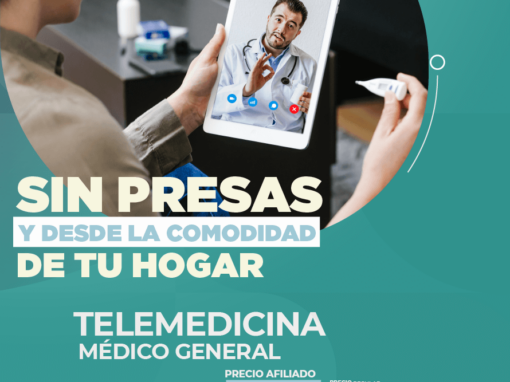 SIN PRESAS
Y DESDE LA COMODIDAD
DE TU HOGAR
TELEMEDICINA
MÉDICO GENERAL
PRECIO AFILIADO